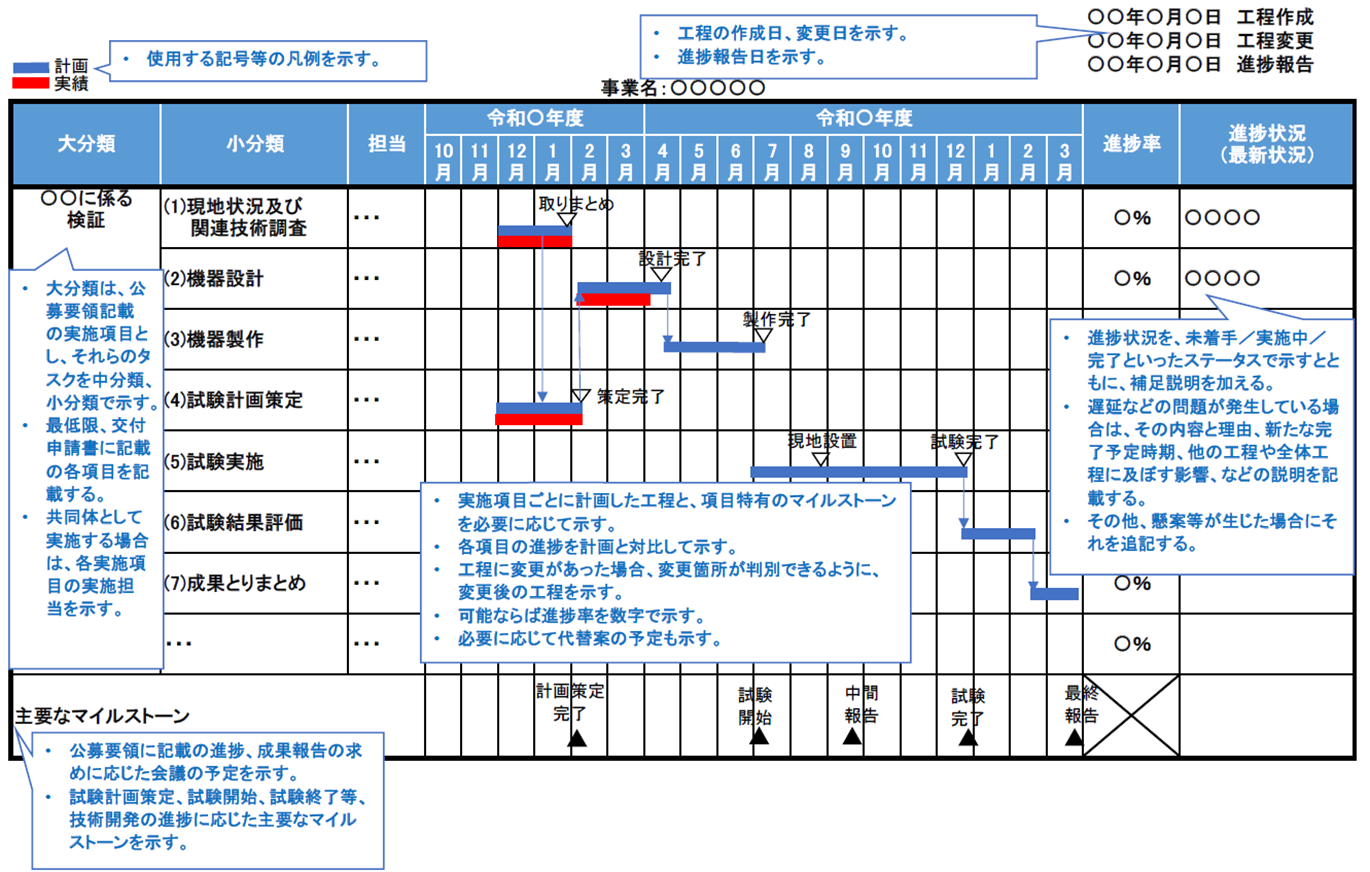 〇〇年〇月〇日 工程作成
〇〇年〇月〇日 工程変更
〇〇年〇月〇日 進捗報告
• 工程の作成日、変更日を示す。
• 進捗報告日を示す。
• 使用する記号等の凡例を示す。
計画
実績
事業名：〇〇〇〇〇
大分類
小分類
担当
令和〇年度
令和〇年度
進捗率
進捗状況
（最新状況）
10月 11月 12月 1月 2月 3月 4月 5月 6月 7月 8月 9月 10月 11月 12月 1月 2月 3月
〇〇に係る
検証
(1)現地状況及び
関連技術調査
・・・
取りまとめ
〇%
〇〇〇〇
(2)機器設計
・・・
設計完了
〇%
〇〇〇〇
(3)機器製作
・・・
製作完了
(4)試験計画策定
・・・
策定完了
(5)試験実施
・・・
現地設置
試験完了
(6)試験結果評価
・・・
(7)成果とりまとめ
・・・
〇%
・・・
・・・
〇%
• 大分類は、公
募要領記載
の実施項目と
し、それらのタ
スクを中分類、
小分類で示す。
• 最低限、交付
申請書に記載
の各項目を記
載する。
• 共同体として
実施する場合
は、各実施項
目の実施担
当を示す。
• 実施項目ごとに計画した工程と、項目特有のマイルストーン
を必要に応じて示す。
• 各項目の進捗を計画と対比して示す。
• 工程に変更があった場合、変更箇所が判別できるように、
変更後の工程を示す。
• 可能ならば進捗率を数字で示す。
• 必要に応じて代替案の予定も示す。
• 進捗状況を、未着手／実施中／
完了といったステータスで示すとと
もに、補足説明を加える。
• 遅延などの問題が発生している場
合は、その内容と理由、新たな完
了予定時期、他の工程や全体工
程に及ぼす影響、などの説明を記
載する。
• その他、懸案等が生じた場合にそ
れを追記する。
主要なマイルストーン
計画策定
完了
試験
開始
中間
報告
試験
完了
最終
報告
• 公募要領に記載の進捗、成果報告の求
めに応じた会議の予定を示す。
• 試験計画策定、試験開始、試験終了等、
技術開発の進捗に応じた主要なマイル
ストーンを示す。